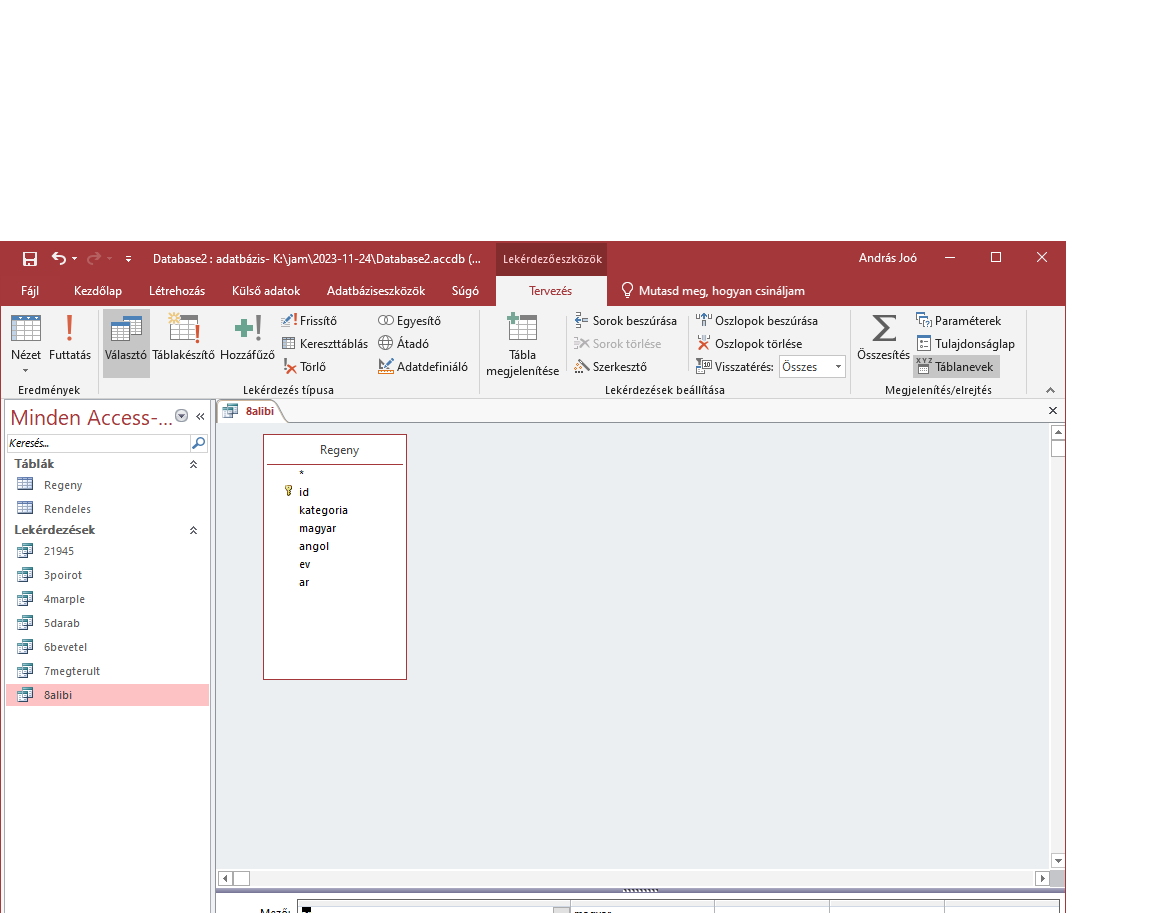 Database2 : adatbázis- K:\jam\2023-11-24\Database2.accdb (...
Lekérdezőeszközök
András Joó
Fájl Kezdőlap Létrehozás Külső adatok Adatbáziseszközök Súgó Tervezés Mutasd meg, hogyan csináljam
Nézet Futtatás
Eredmények
Választó Táblakészítő Hozzáfűző
Frissítő
Kereszttáblás
Törlő
Egyesítő
Átadó
Adatdefiniáló
Lekérdezés típusa
Tábla
megjelenítése
Sorok beszúrása
Sorok törlése
Szerkesztő
Oszlopok beszúrása
Oszlopok törlése
Visszatérés: Összes
Lekérdezések beállítása
Összesítés
Paraméterek
Tulajdonságlap
Táblanevek
Megjelenítés/elrejtés
Minden Access-...
Keresés...
Táblák
Regeny
Rendeles
Lekérdezések
21945
3poirot
4marple
5darab
6bevetel
7megterult
8alibi
8alibi
Regeny
*
id
kategoria
magyar
angol
ev
ar
Mező: magyar